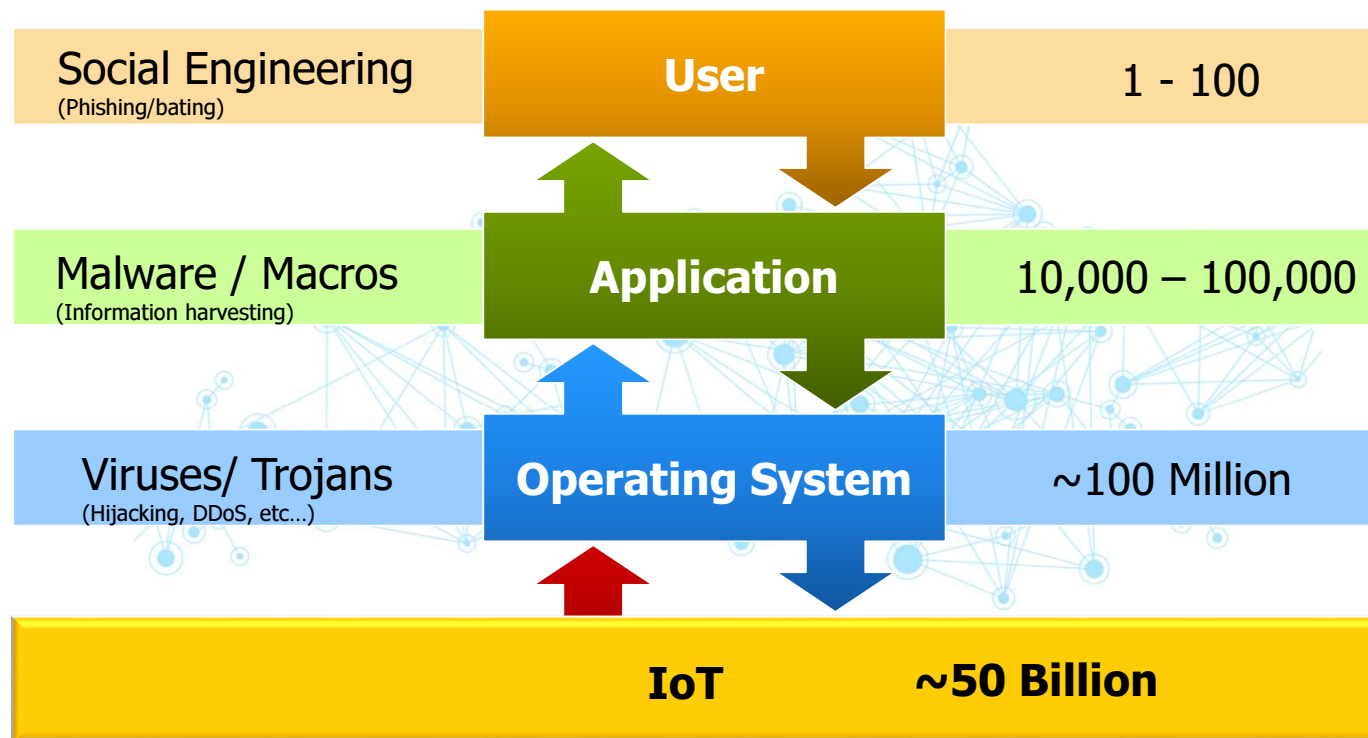 Social Engineering
(Phishing/bating)
User
1 - 100
Malware / Macros
(Information harvesting)
Application
10,000 – 100,000
Viruses/ Trojans
(Hijacking, DDoS, etc…)
Operating System
~100 Million
IoT
~50 Billion